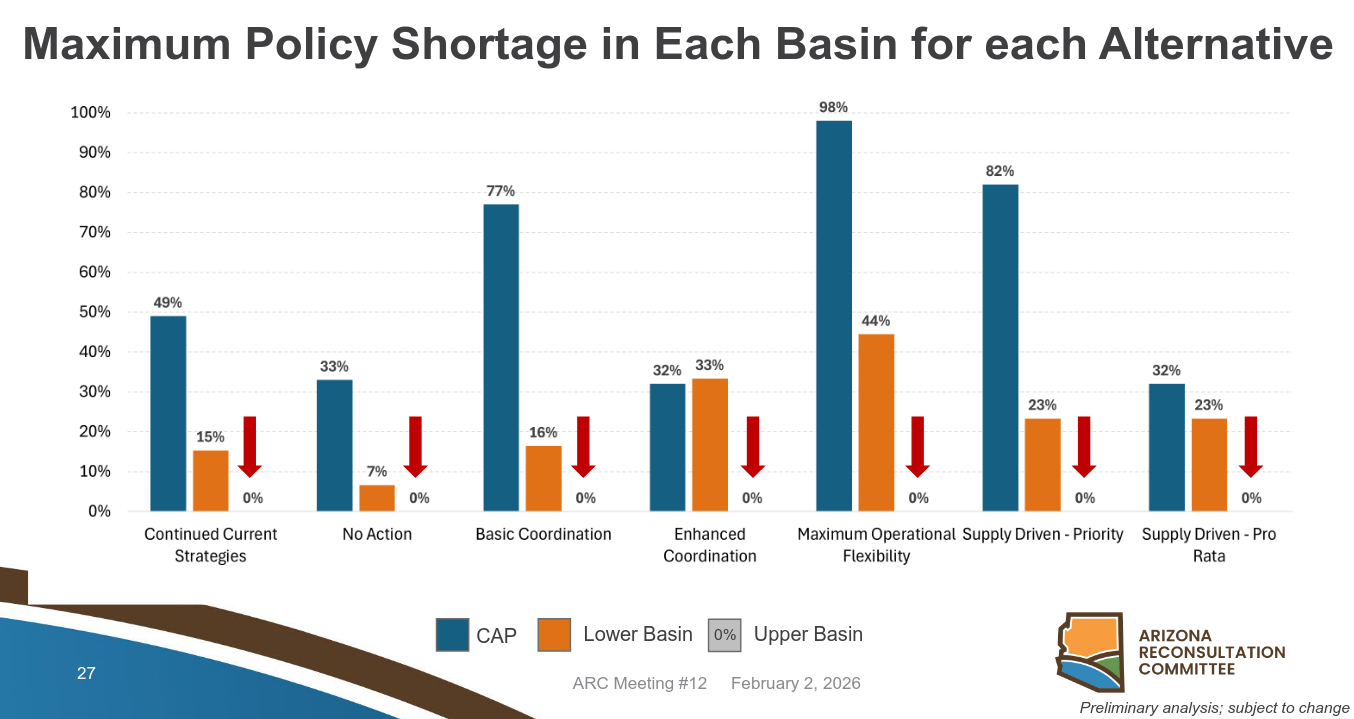 Maximum Policy Shortage in Each Basin for each Alternative
100%
90%
80%
70%
60%
50%
40%
30%
20%
10%
0%
49%
15%
0%
33%
7%
0%
77%
16%
0%
32%
33%
0%
98%
44%
0%
82%
23%
0%
32%
23%
0%
Continued Current
Strategies
No Action
Basic Coordination
Enhanced
Coordination
Maximum Operational
Flexibility
Supply Driven - Priority
Supply Driven - Pro
Rata
CAP
Lower Basin
0%
Upper Basin
27
ARC Meeting #12 February 2, 2026
ARIZONA
RECONSULTATION
COMMITTEE
Preliminary analysis; subject to change